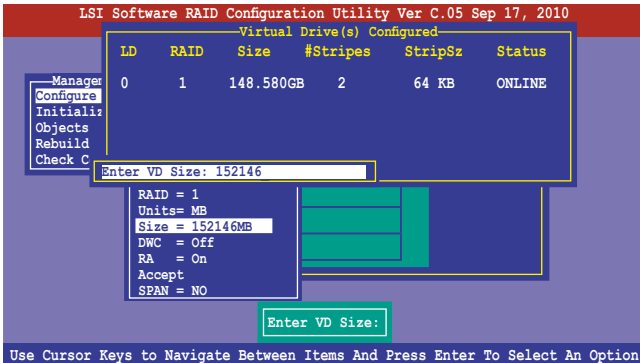 LSI Software RAID Configuration Utility Ver C.05 Sep 17, 2010
Virtual Drive(s) Configured
LD RAID Size #Stripes StripSz Status
0 1 148.580GB 2 64 KB ONLINE
Managem
Configure
Initializ
Objects
Rebuild
Check C
Enter VD Size: 152146
RAID = 1
Units= MB
Size = 152146MB
DWC = Off
RA = On
Accept
SPAN = NO
Enter VD Size:
Use Cursor Keys to Navigate Between Items And Press Enter To Select An Option